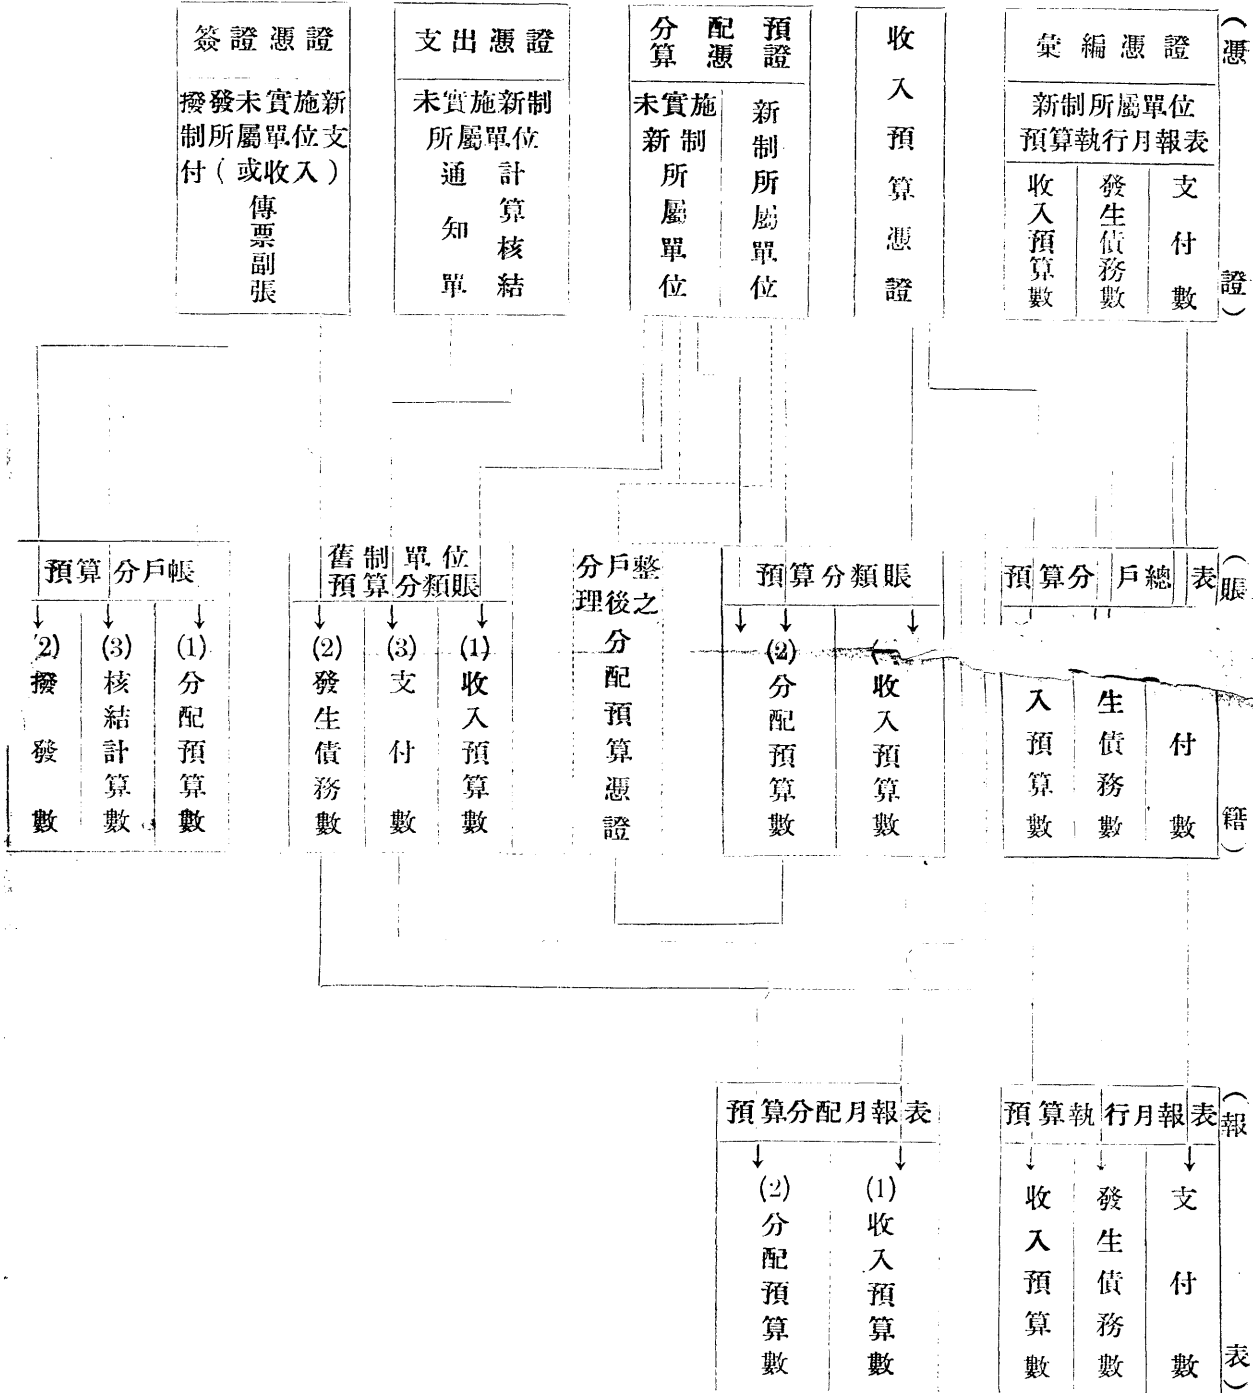 （憑證）
彙編憑證
新制所屬單位
預算執行月報表
支付數
發生債務數
收入預算數
收入預算憑證
分配預
算憑證
新制所屬單位
未實施
新制
所屬單位
支出憑證
未實施新制
所屬單位
計算核結
通知單
簽證憑證
撥發未實施新
制所屬單位支
付（或收入）
傳票副張
（賬籍）
預算分戶總表
付數
生債務數
入預算數
預算分類賬
收入預算數
(2)分配預算數
分戶整
理後之
分配預算憑證
舊制單位
預算分類賬
(1)收入預算數
(3)支付數
(2)發生債務數
預算分戶帳
(1)分配預算數
(3)核結計算數
2)撥發數
（報表）
預算執行月報表
支付數
發生債務數
收入預算數
預算分配月報表
(1)收入預算數
(2)分配預算數